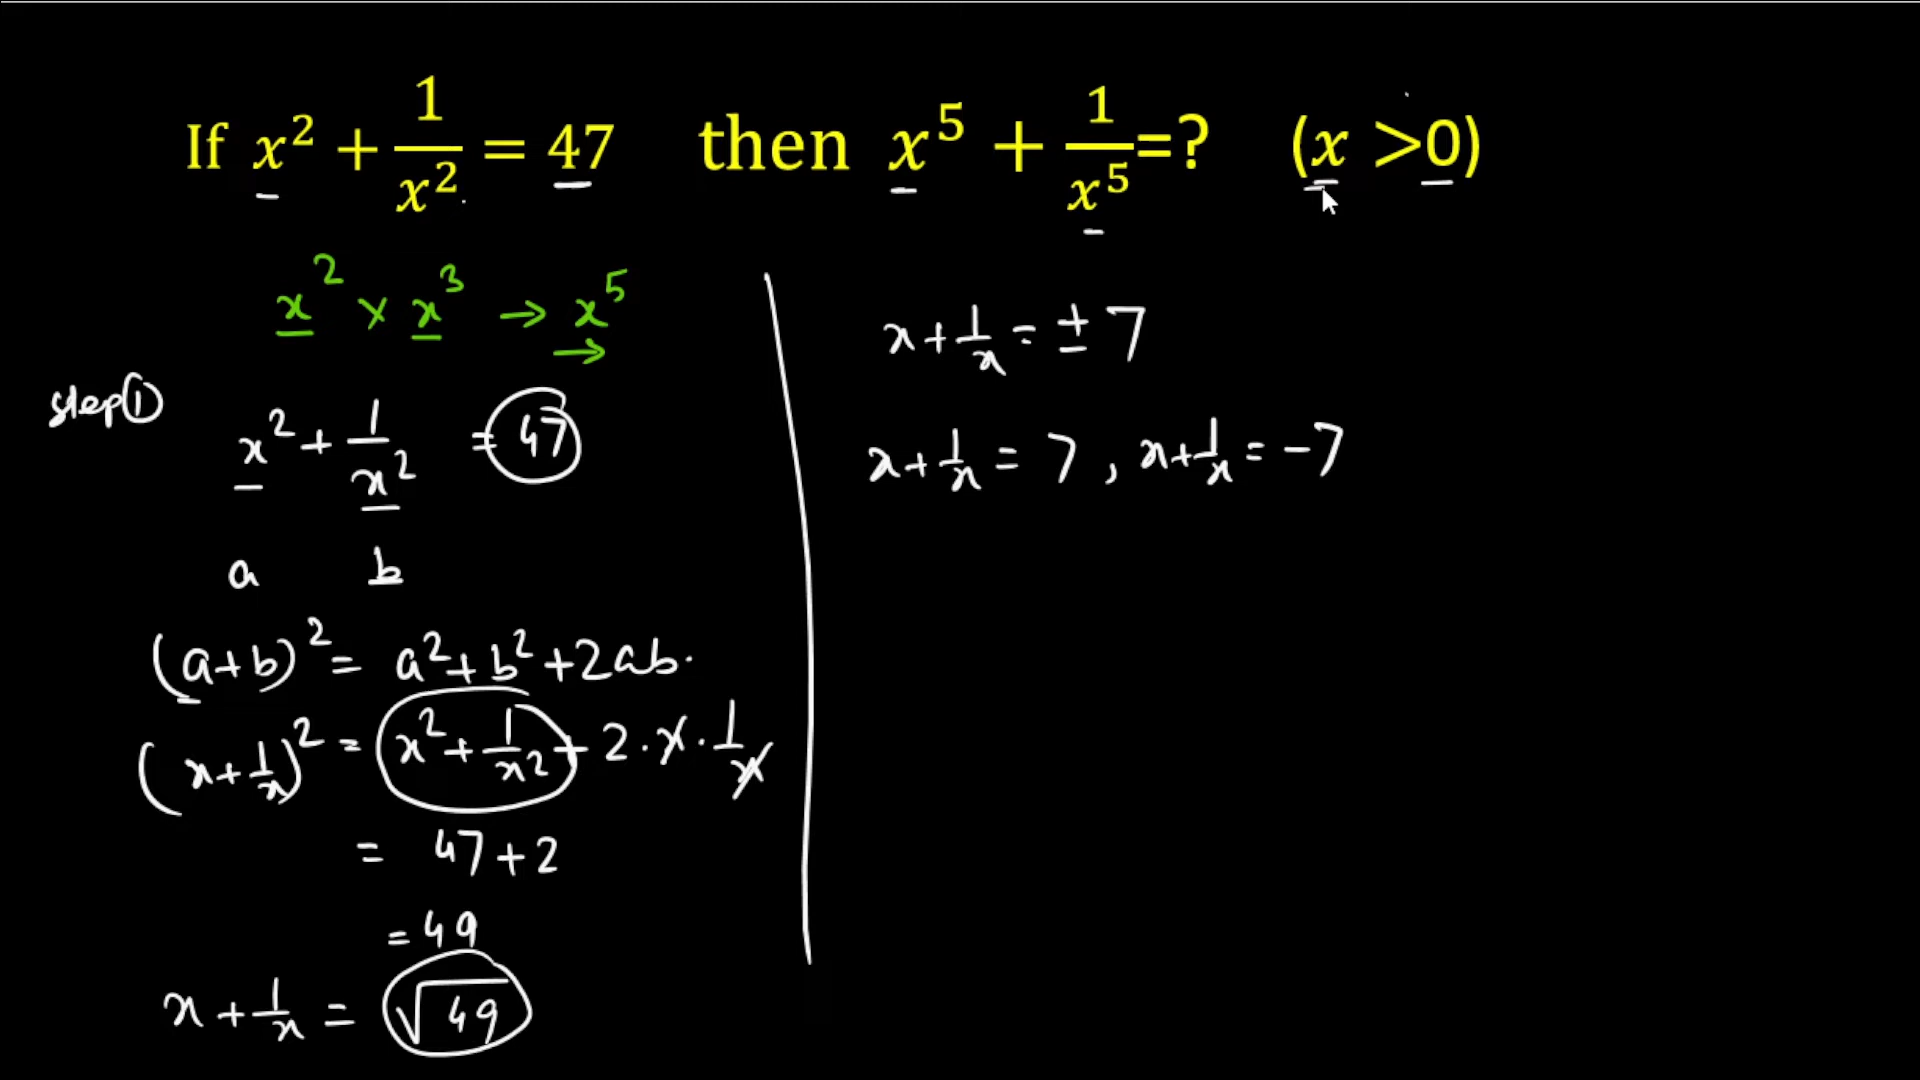 If x² + 1/x² = 47 then x⁵ + 1/x⁵=? (x >0)
x² × x³ → x⁵
step ①
x² + 1/x² = 47
a b
(a+b)² = a²+b²+2ab.
(x+1/x)² = x²+1/x² + 2·x·1/x
= 47+2
=49
x+1/x = √49
x+1/x = ±7
x+1/x = 7, x+1/x = -7